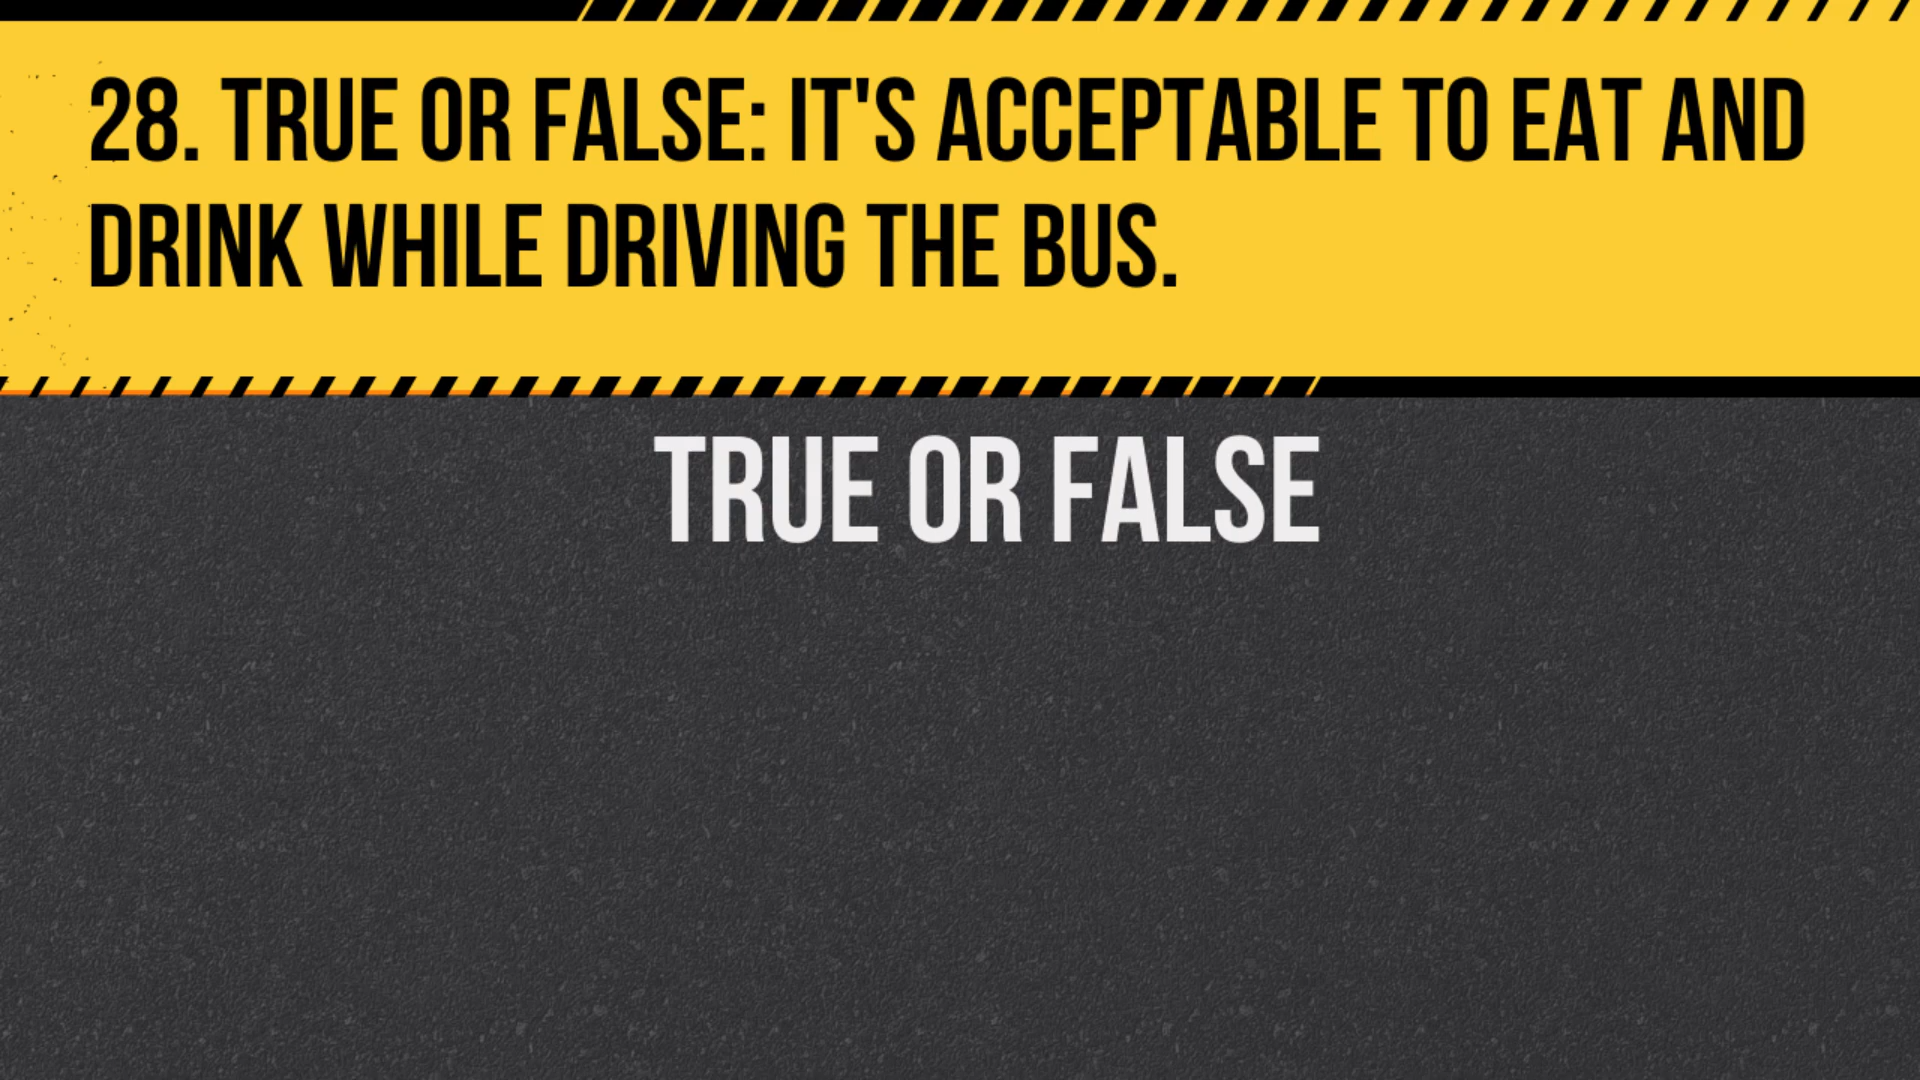 28. TRUE OR FALSE: IT'S ACCEPTABLE TO EAT AND
DRINK WHILE DRIVING THE BUS.
TRUE OR FALSE